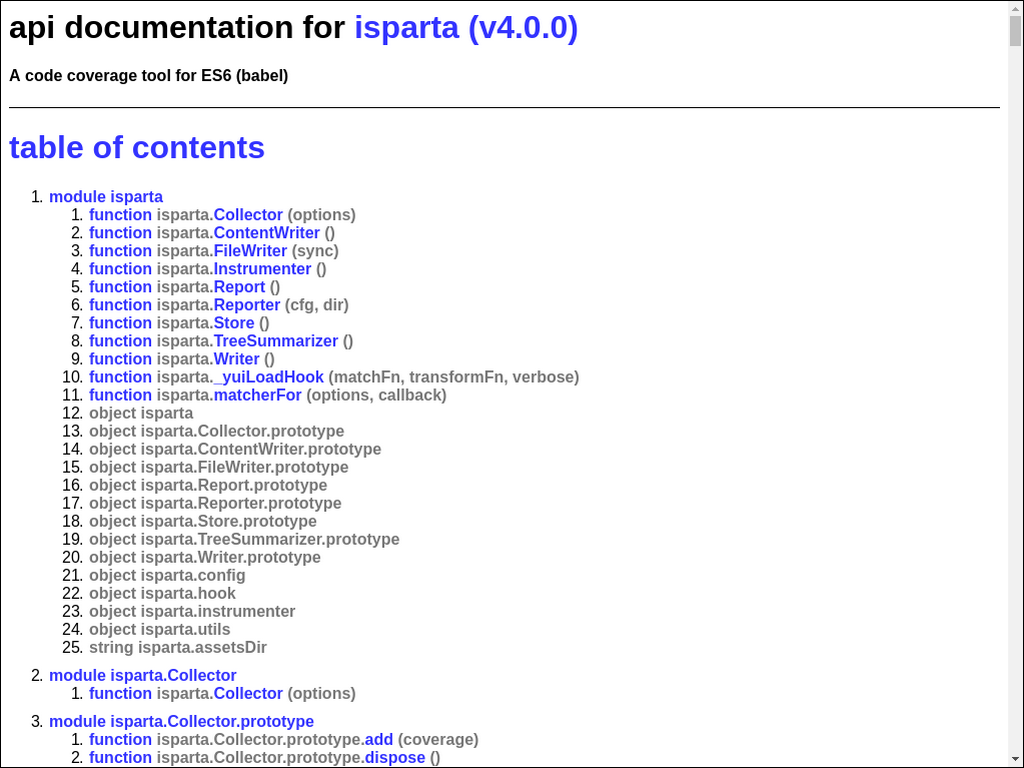 api documentation for isparta (v4.0.0)
A code coverage tool for ES6 (babel)
table of contents
1. module isparta
1. function isparta.Collector (options)
2. function isparta.ContentWriter ()
3. function isparta.FileWriter (sync)
4. function isparta.Instrumenter ()
5. function isparta.Report ()
6. function isparta.Reporter (cfg, dir)
7. function isparta.Store ()
8. function isparta.TreeSummarizer ()
9. function isparta.Writer ()
10. function isparta._yuiLoadHook (matchFn, transformFn, verbose)
11. function isparta.matcherFor (options, callback)
12. object isparta
13. object isparta.Collector.prototype
14. object isparta.ContentWriter.prototype
15. object isparta.FileWriter.prototype
16. object isparta.Report.prototype
17. object isparta.Reporter.prototype
18. object isparta.Store.prototype
19. object isparta.TreeSummarizer.prototype
20. object isparta.Writer.prototype
21. object isparta.config
22. object isparta.hook
23. object isparta.instrumenter
24. object isparta.utils
25. string isparta.assetsDir
2. module isparta.Collector
1. function isparta.Collector (options)
3. module isparta.Collector.prototype
1. function isparta.Collector.prototype.add (coverage)
2. function isparta.Collector.prototype.dispose ()